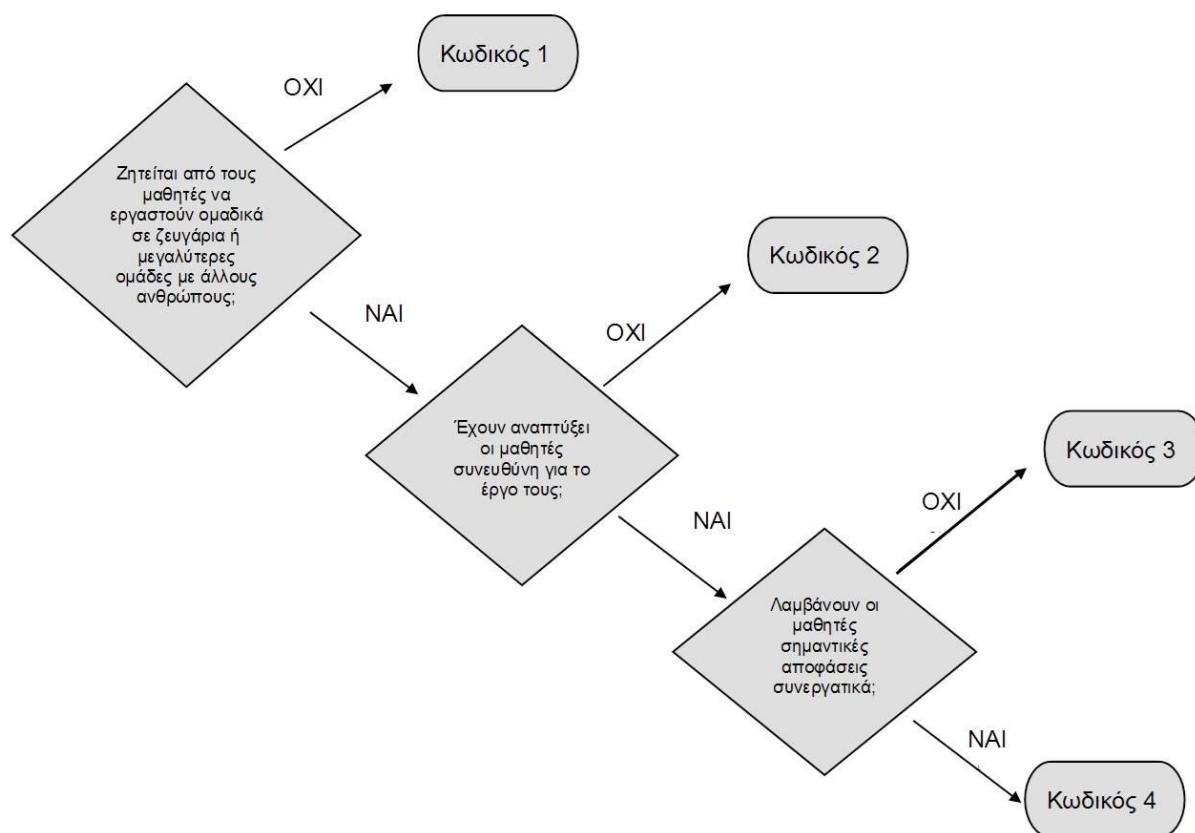 Κωδικός 1
ΟΧΙ
Ζητείται από τους
μαθητές να
εργαστούν ομαδικά
σε ζευγάρια ή
μεγαλύτερες
ομάδες με άλλους
ανθρώπους;
ΝΑΙ
Κωδικός 2
ΟΧΙ
Έχουν αναπτύξει
οι μαθητές
συνευθύνη για το
έργο τους;
ΝΑΙ
Κωδικός 3
ΟΧΙ
Λαμβάνουν οι
μαθητές
σημαντικές
αποφάσεις
συνεργατικά;
ΝΑΙ
Κωδικός 4